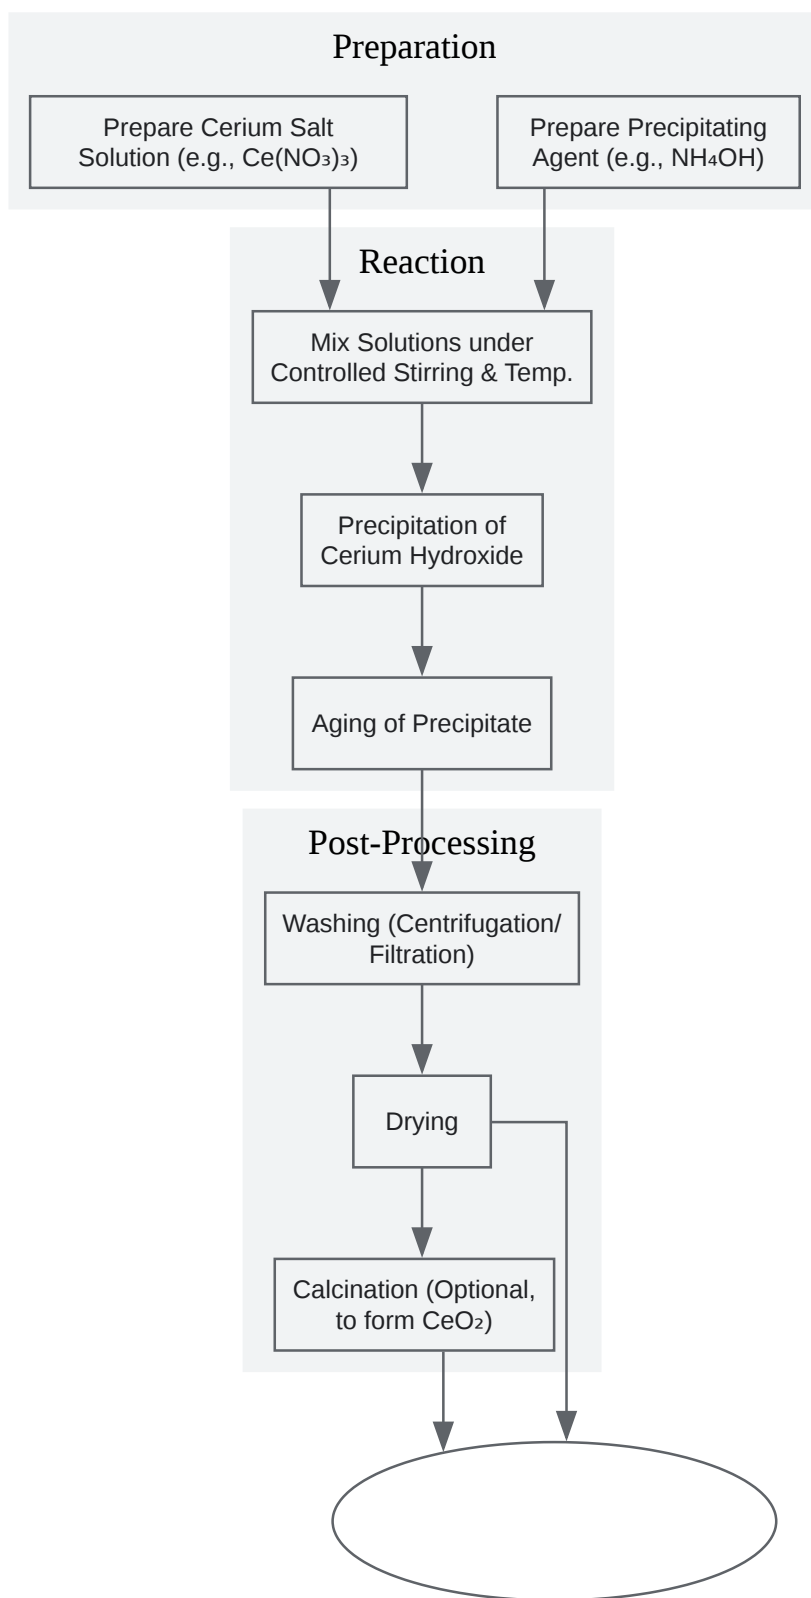 Preparation
Prepare Cerium Salt
Solution (e.g., Ce(NO₃)₃)
Prepare Precipitating
Agent (e.g., NH₄OH)
Reaction
Mix Solutions under
Controlled Stirring & Temp.
Precipitation of
Cerium Hydroxide
Aging of Precipitate
Post-Processing
Washing (Centrifugation/
Filtration)
Drying
Calcination (Optional,
to form CeO₂)